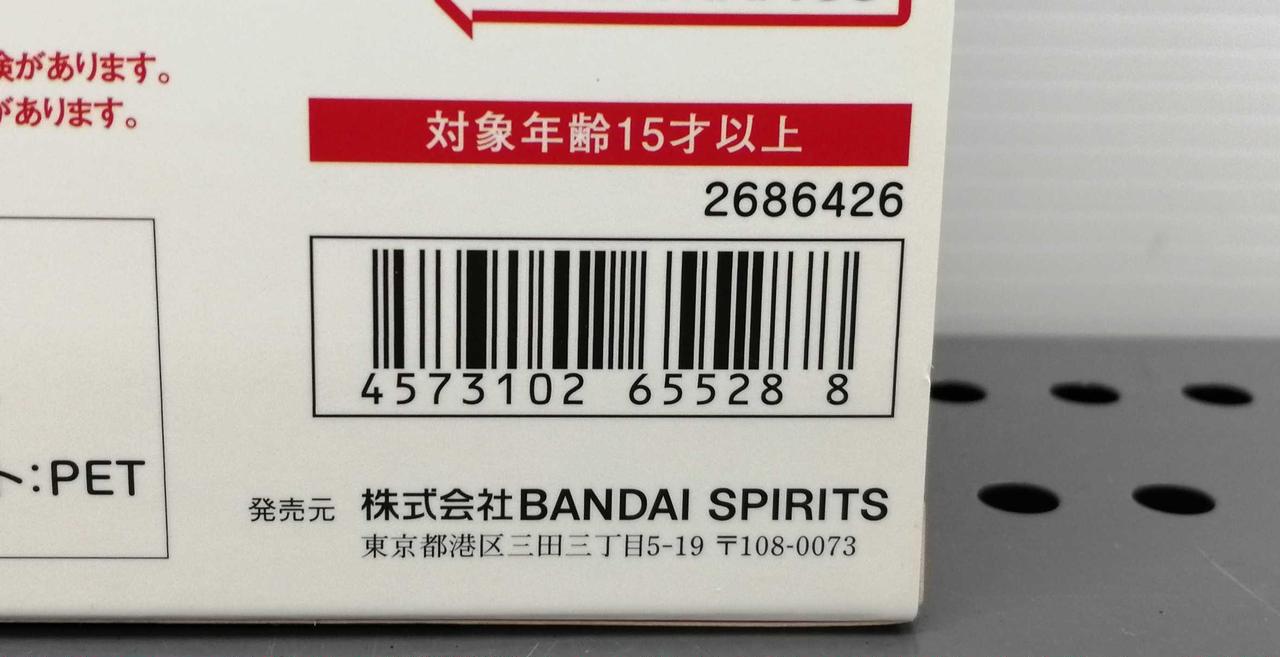 険があります。
があります。
対象年齢15才以上
2686426
4573102 65528 8
ト:PET
発売元 株式会社BANDAI SPIRITS
東京都港区三田三丁目5-19 〒108-0073